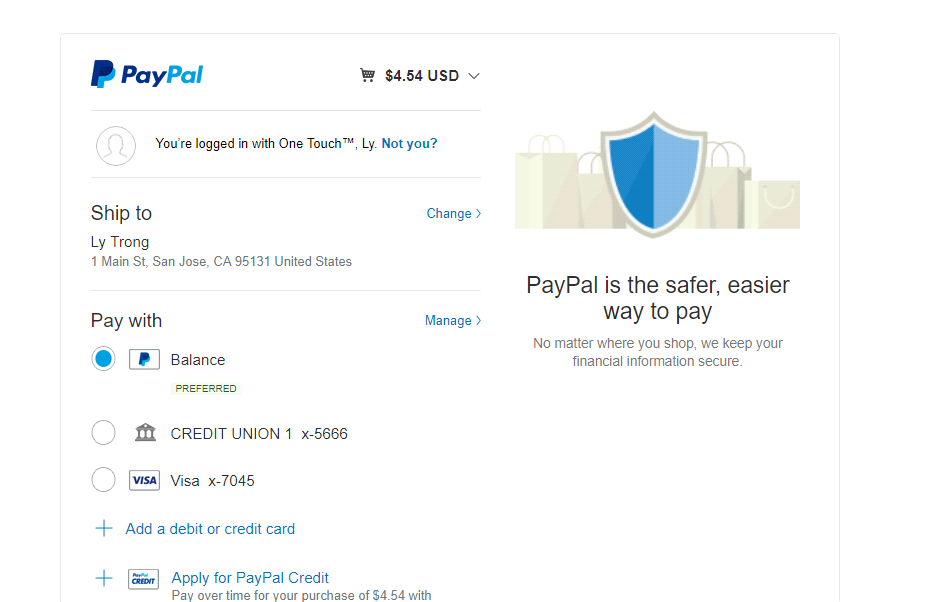 PayPal
$4.54 USD
You're logged in with One Touch™, Ly. Not you?
Ship to
Change
Ly Trong
1 Main St, San Jose, CA 95131 United States
Pay with
Manage
Balance
PREFERRED
CREDIT UNION 1 x-5666
VISA
Visa x-7045
Add a debit or credit card
PayPal
CREDIT
Apply for PayPal Credit
Pay over time for your purchase of $4.54 with
PayPal is the safer, easier
way to pay
No matter where you shop, we keep your
financial information secure.